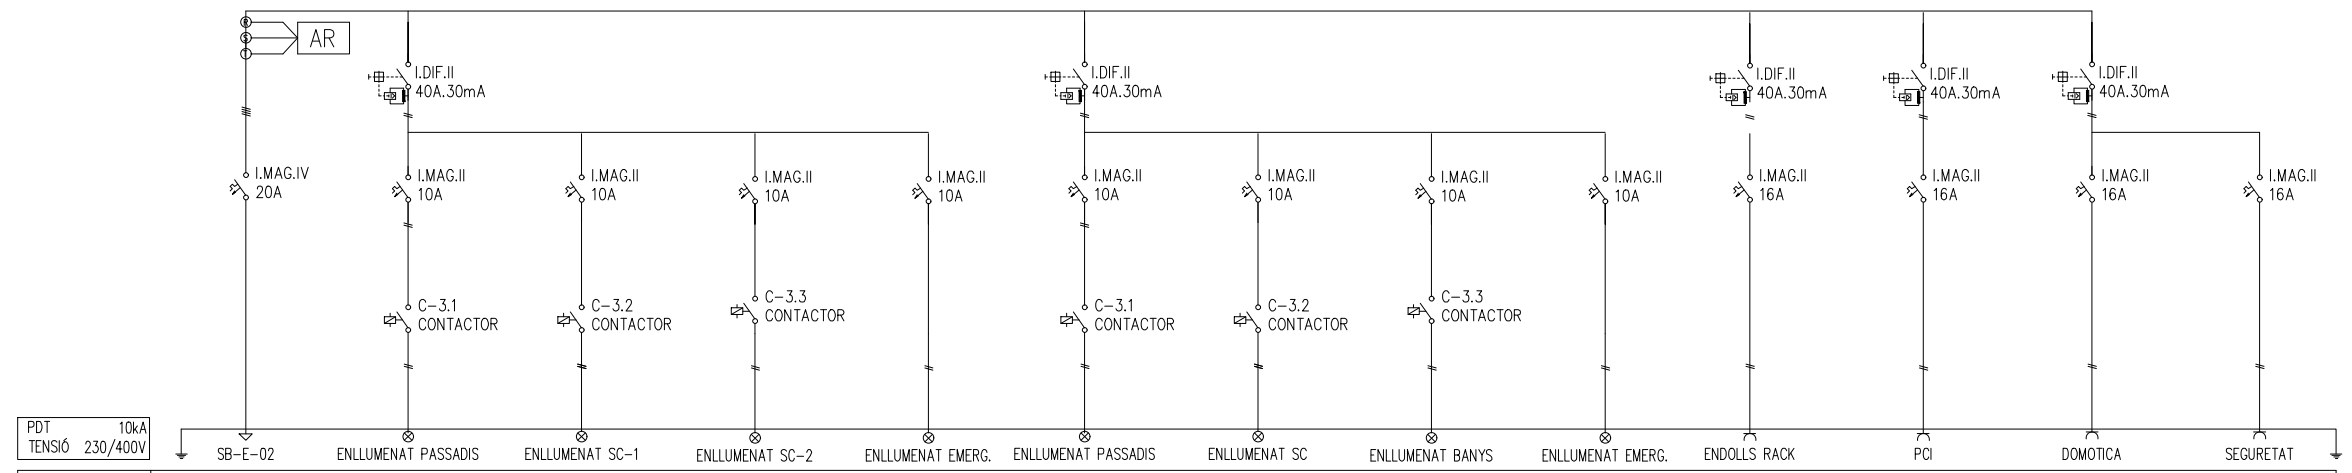 R
S
T
AR
I.DIF.II
40A.30mA
I.DIF.II
40A.30mA
I.DIF.II
40A.30mA
I.DIF.II
40A.30mA
I.DIF.II
40A.30mA
I.MAG.IV
20A
I.MAG.II
10A
I.MAG.II
10A
I.MAG.II
10A
I.MAG.II
10A
I.MAG.II
10A
I.MAG.II
10A
I.MAG.II
10A
I.MAG.II
10A
I.MAG.II
16A
I.MAG.II
16A
I.MAG.II
16A
I.MAG.II
16A
C-3.1
CONTACTOR
C-3.2
CONTACTOR
C-3.3
CONTACTOR
C-3.1
CONTACTOR
C-3.2
CONTACTOR
C-3.3
CONTACTOR
PDT 10kA
TENSIÓ 230/400V
SB-E-02
ENLLUMENAT PASSADIS
ENLLUMENAT SC-1
ENLLUMENAT SC-2
ENLLUMENAT EMERG.
ENLLUMENAT PASSADIS
ENLLUMENAT SC
ENLLUMENAT BANYS
ENLLUMENAT EMERG.
ENDOLLS RACK
PCI
DOMOTICA
SEGURETAT